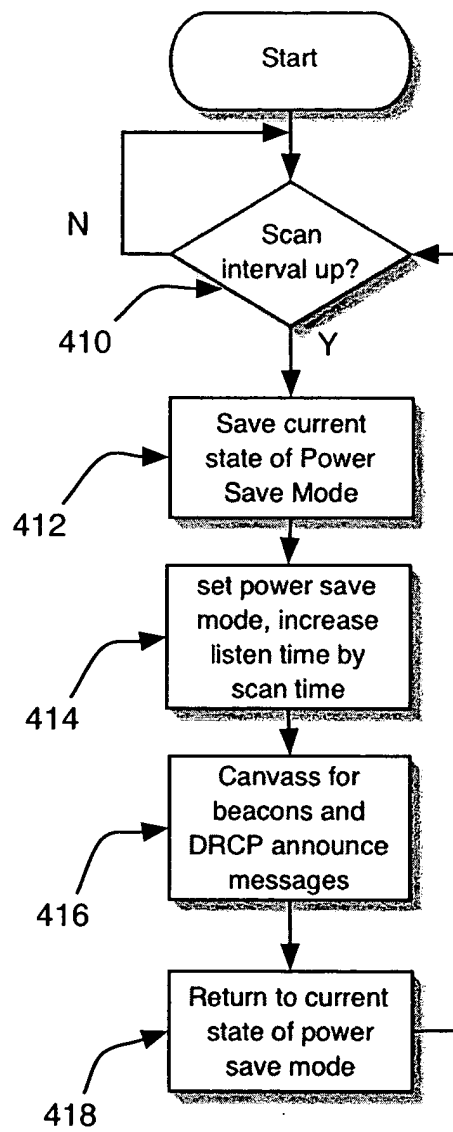 Start
N
Scan
interval up?
410
Y
Save current
state of Power
Save Mode
412
set power save
mode, increase
listen time by
scan time
414
Canvass for
beacons and
DRCP announce
messages
416
Return to current
state of power
save mode
418